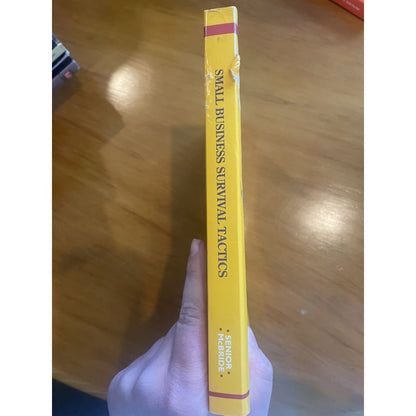 SMALL BUSINESS SURVIVAL TACTICS
• SENIOR •
• McBRIDE •